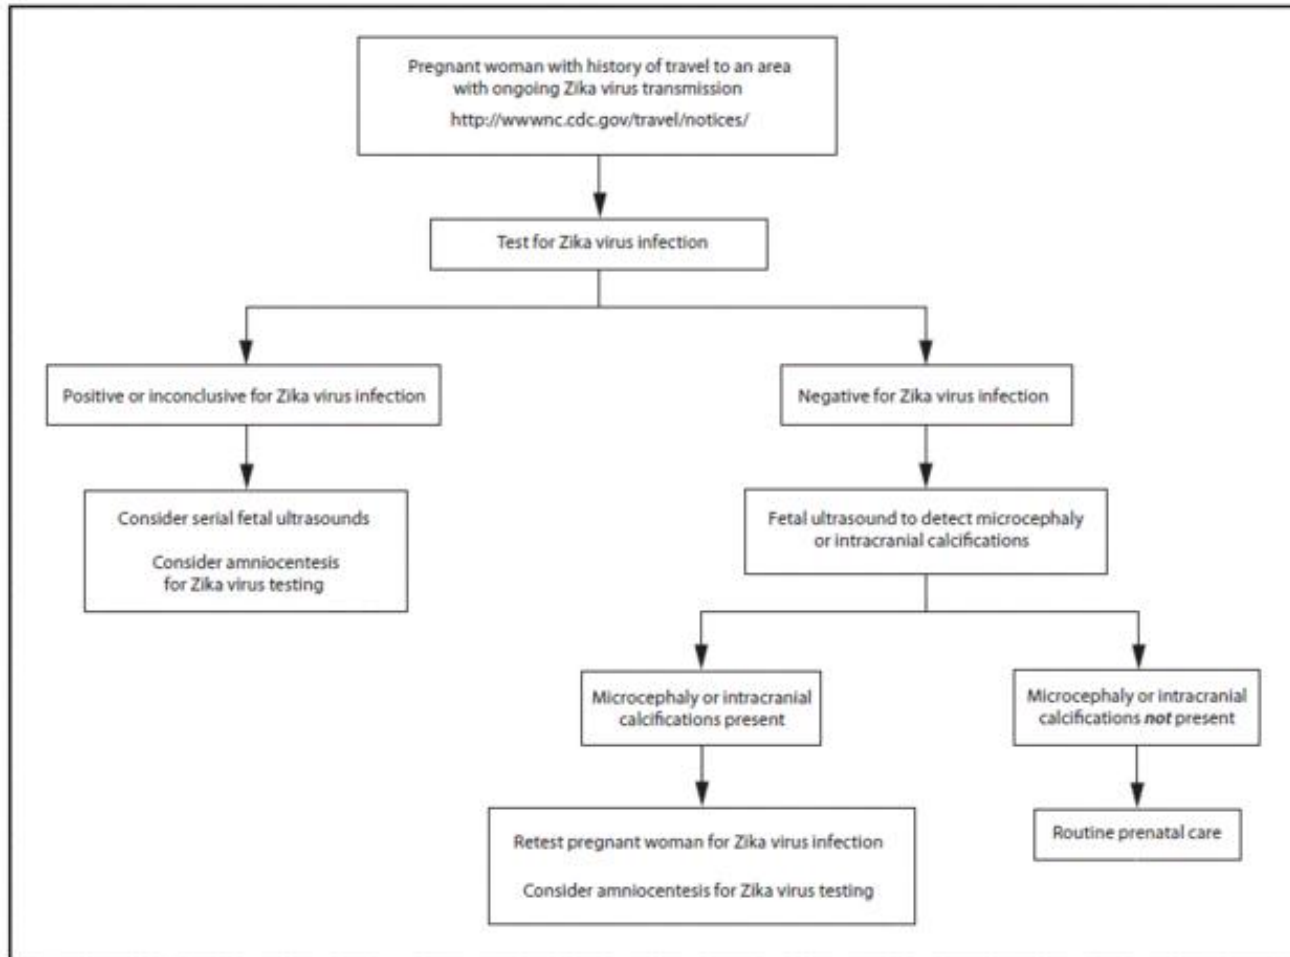 Pregnant woman with history of travel to an area
with ongoing Zika virus transmission
http://wwwnc.cdc.gov/travel/notices/
Test for Zika virus infection
Positive or inconclusive for Zika virus infection
Negative for Zika virus infection
Consider serial fetal ultrasounds
Consider amniocentesis
for Zika virus testing
Fetal ultrasound to detect microcephaly
or intracranial calcifications
Microcephaly or intracranial
calcifications present
Microcephaly or intracranial
calcifications not present
Retest pregnant woman for Zika virus infection
Consider amniocentesis for Zika virus testing
Routine prenatal care